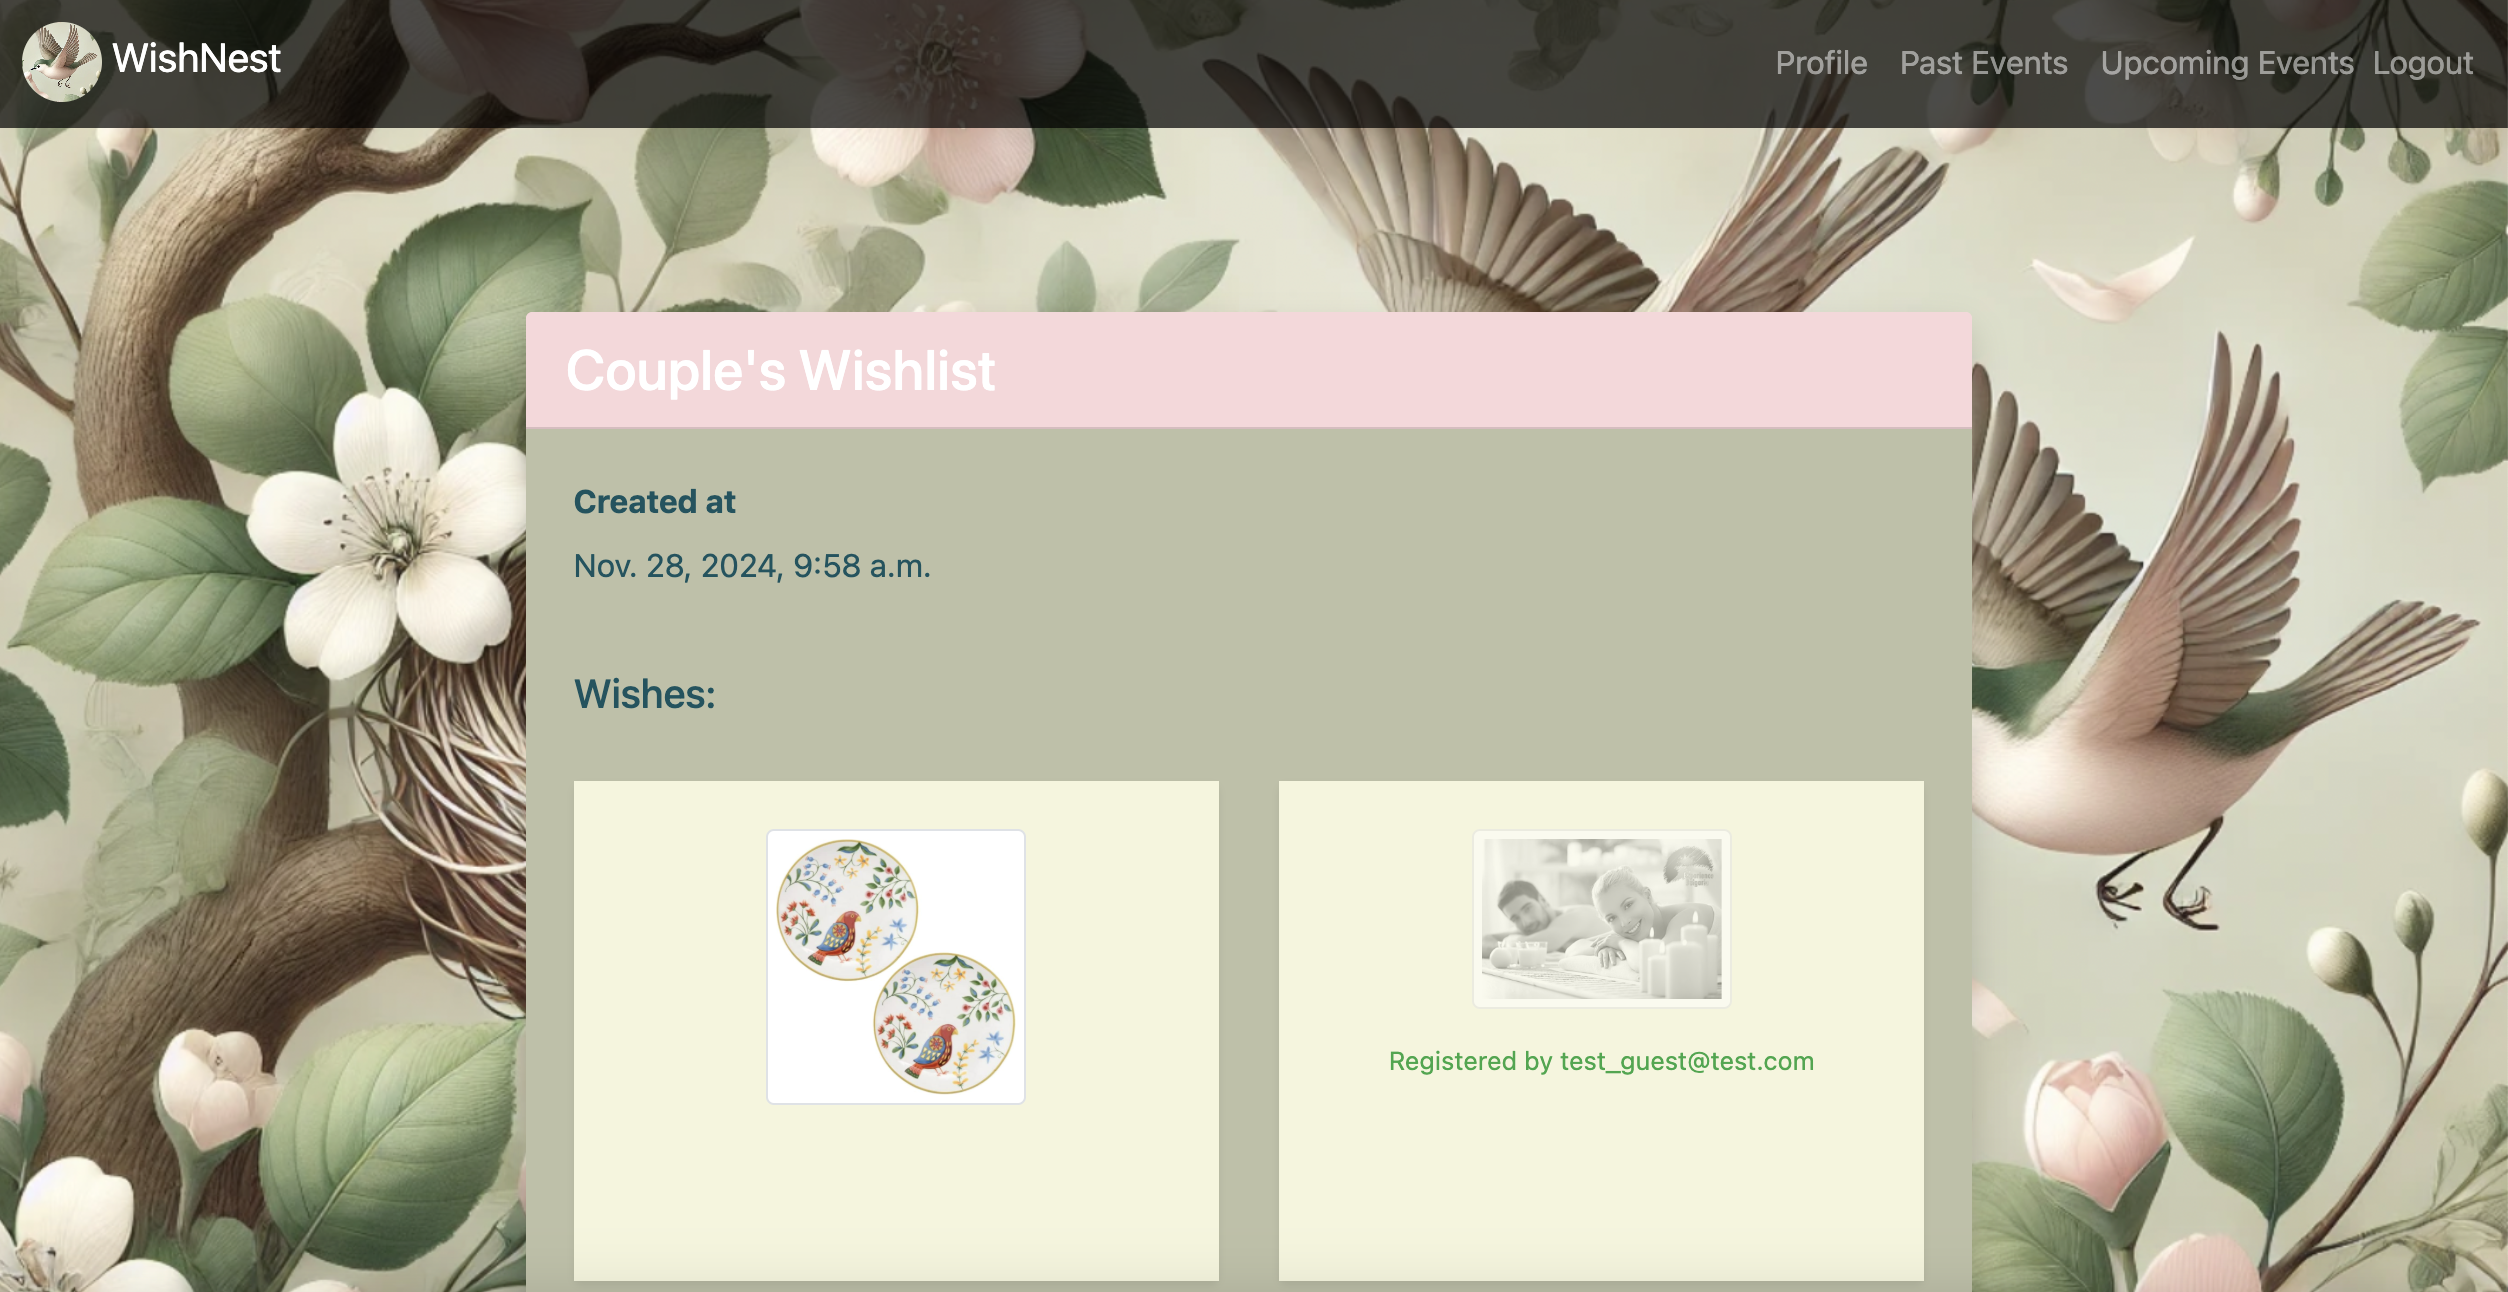 WishNest
Profile Past Events Upcoming Events Logout
Couple's Wishlist
Created at
Nov. 28, 2024, 9:58 a.m.
Wishes:
Registered by test_guest@test.com